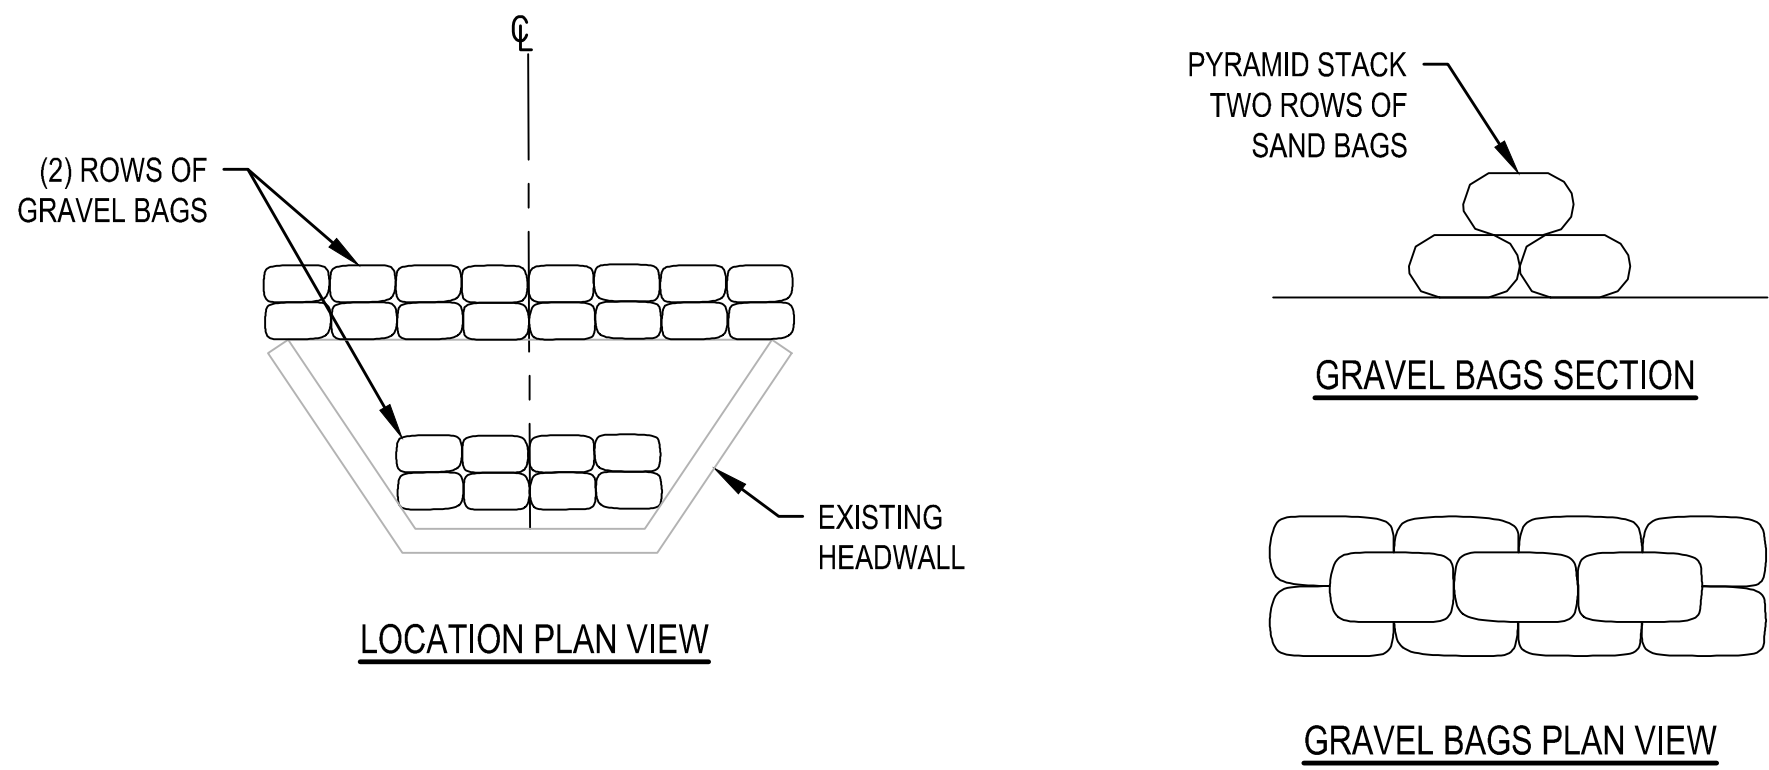 ℄
(2) ROWS OF
GRAVEL BAGS
EXISTING
HEADWALL
LOCATION PLAN VIEW
PYRAMID STACK
TWO ROWS OF
SAND BAGS
GRAVEL BAGS SECTION
GRAVEL BAGS PLAN VIEW